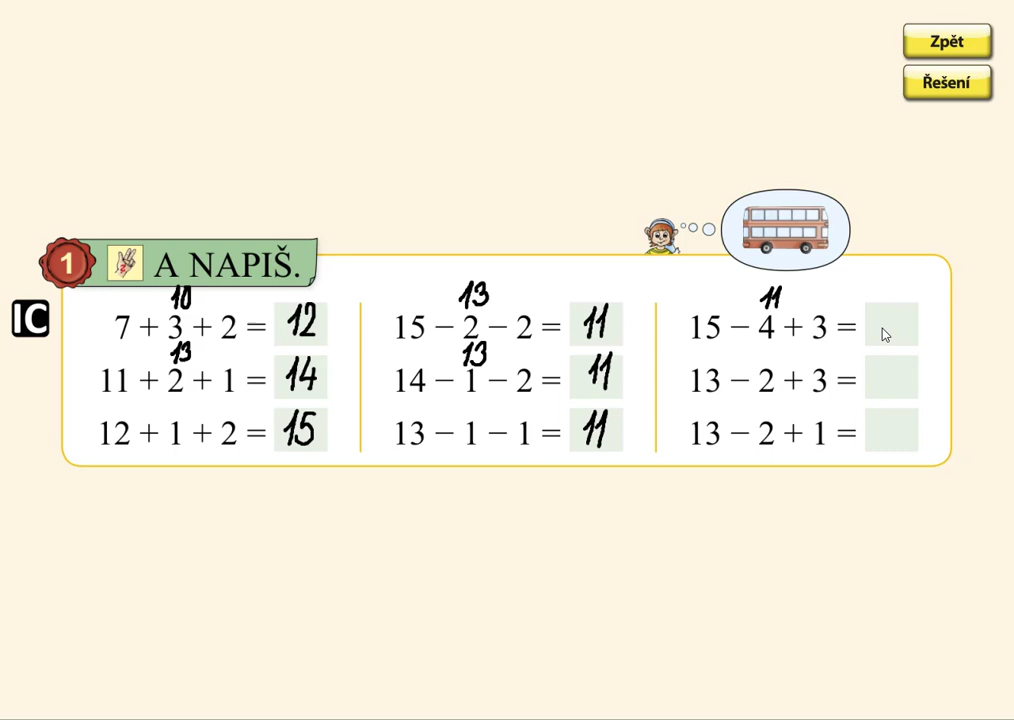 Zpět
Řešení
1 A NAPIŠ.
10
7 + 3 + 2 = 12
13
11 + 2 + 1 = 14
12 + 1 + 2 = 15
13
15 − 2 − 2 = 11
13
14 − 1 − 2 = 11
13 − 1 − 1 = 11
11
15 − 4 + 3 =
13 − 2 + 3 =
13 − 2 + 1 =
IC